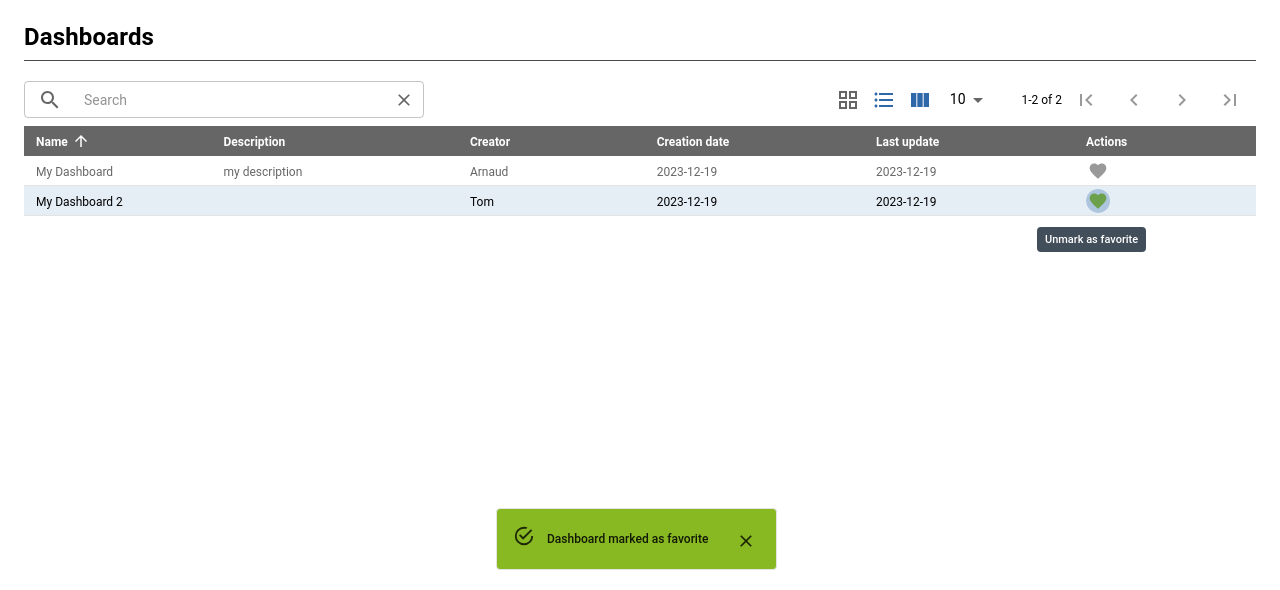 Dashboards
Search
10
1-2 of 2
Name Description Creator Creation date Last update Actions
My Dashboard my description Arnaud 2023-12-19 2023-12-19
My Dashboard 2 Tom 2023-12-19 2023-12-19
Unmark as favorite
Dashboard marked as favorite